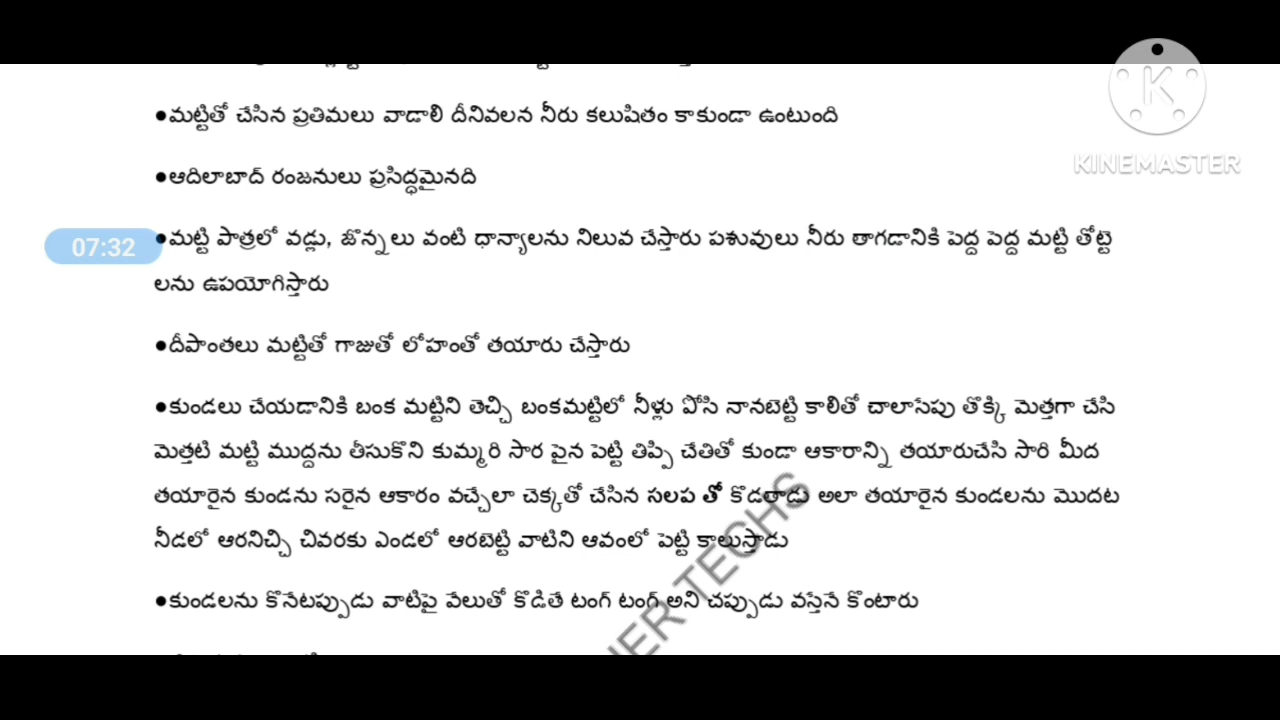 ●మట్టితో చేసిన ప్రతిమలు వాడాలి దీనివలన నీరు కలుషితం కాకుండా ఉంటుంది
KINEMASTER
●ఆదిలాబాద్ రంజనులు ప్రసిద్ధమైనది
07:32
●మట్టి పాత్రలో వడ్లు, జొన్నలు వంటి ధాన్యాలను నిలువ చేస్తారు పశువులు నీరు తాగడానికి పెద్ద పెద్ద మట్టి తోట్టె
లను ఉపయోగిస్తారు
●దీపాంతలు మట్టితో గాజుతో లోహంతో తయారు చేస్తారు
●కుండలు చేయడానికి బంక మట్టిని తెచ్చి బంకమట్టిలో నీళ్లు పోసి నానబెట్టి కాలితో చాలాసేపు తొక్కి మెత్తగా చేసి
మెత్తటి మట్టి ముద్దను తీసుకొని కుమ్మరి సార పైన పెట్టి తిప్పి చేతితో కుండా ఆకారాన్ని తయారుచేసి సారి మీద
తయారైన కుండను సరైన ఆకారం వచ్చేలా చెక్కతో చేసిన సలప తో కొడతాడు అలా తయారైన కుండలను మొదట
నీడలో ఆరనిచ్చి చివరకు ఎండలో ఆరబెట్టి వాటిని ఆవంలో పెట్టి కాలుస్తాడు
●కుండలను కొనేటప్పుడు వాటిపై వేలుతో కొడితే టంగ్ టంగ్ అని చప్పుడు వస్తేనే కొంటారు
TECHS